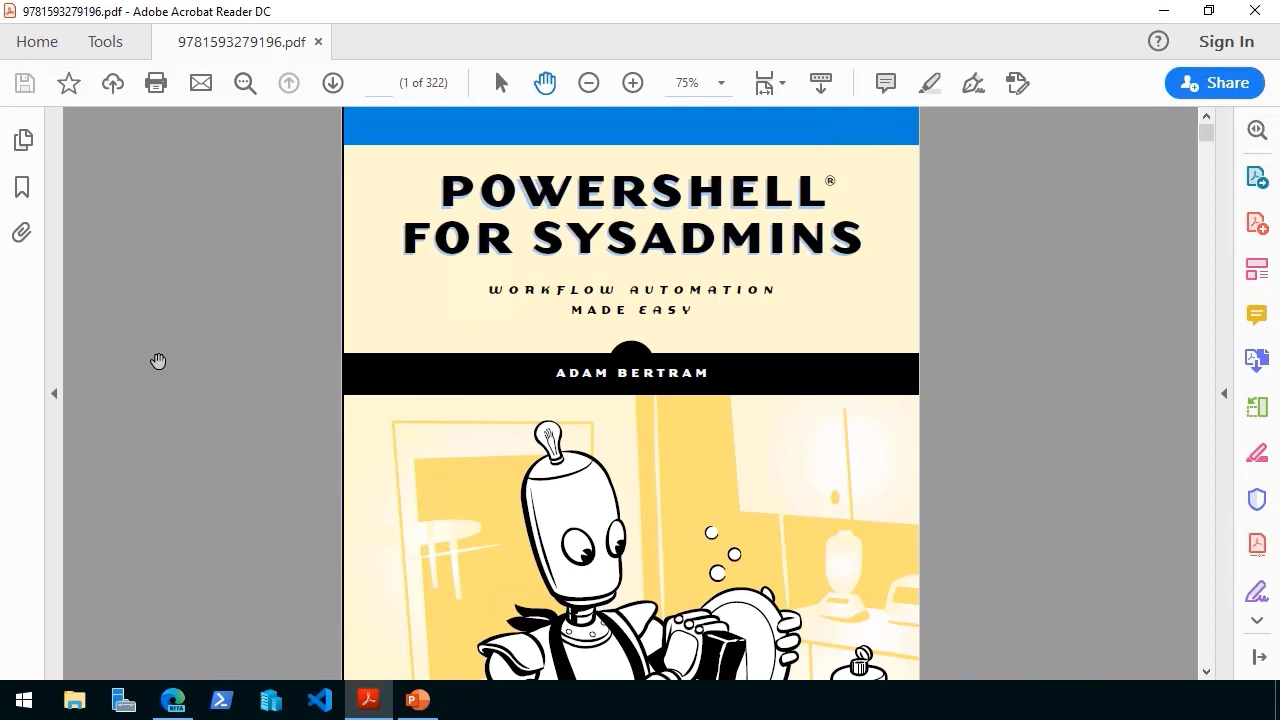 9781593279196.pdf - Adobe Acrobat Reader DC
Home Tools 9781593279196.pdf × ? Sign In
(1 of 322) 75% Share
POWERSHELL®
FOR SYSADMINS
WORKFLOW AUTOMATION
MADE EASY
ADAM BERTRAM
BETA P